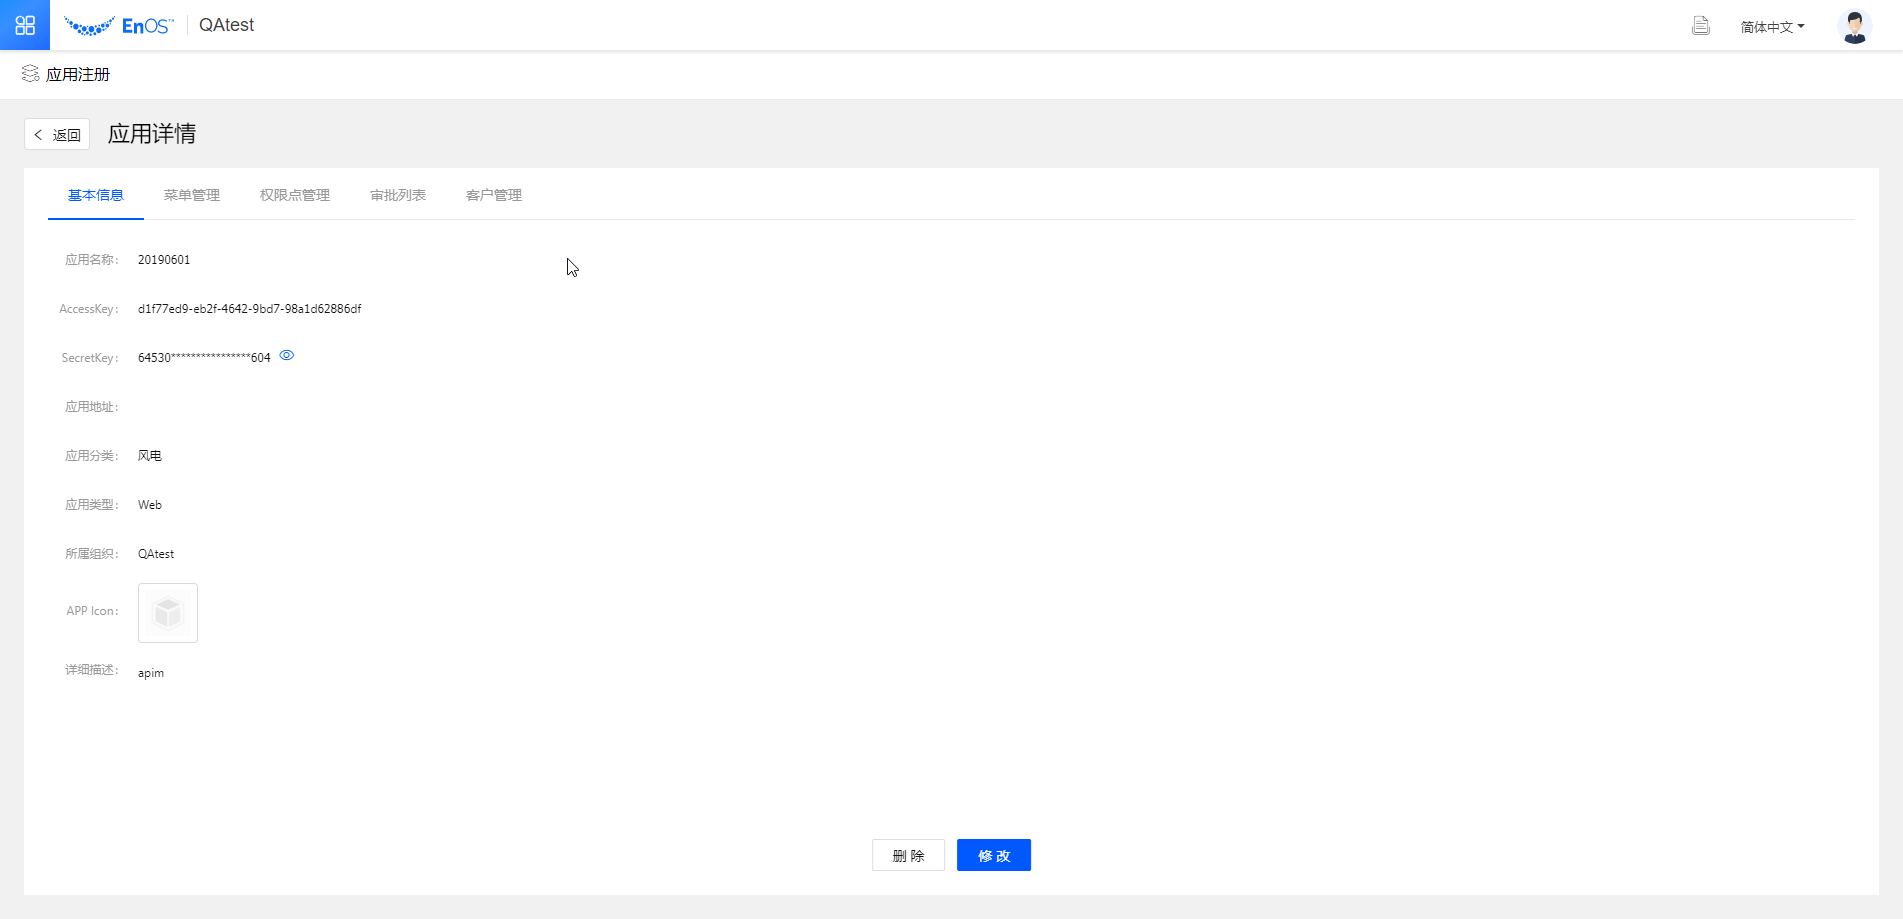 EnOS™ QAtest 简体中文
应用注册
返回 应用详情
基本信息 菜单管理 权限点管理 审批列表 客户管理
应用名称: 20190601
AccessKey: d1f77ed9-eb2f-4642-9bd7-98a1d62886df
SecretKey: 64530****************604
应用地址:
应用分类: 风电
应用类型: Web
所属组织: QAtest
APP Icon:
详细描述: apim
删 除 修 改